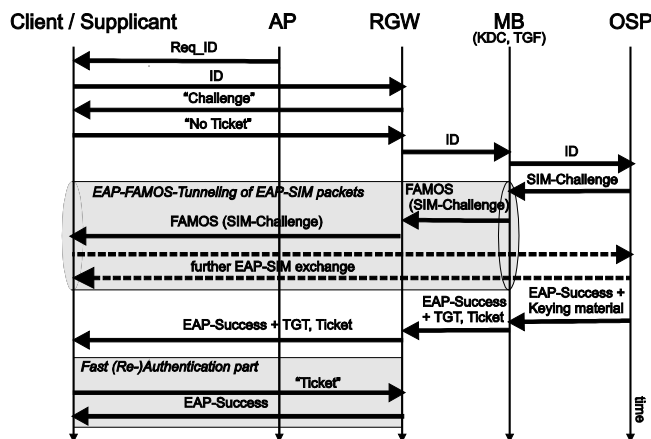 Client / Supplicant AP RGW MB OSP
(KDC, TGF)
Req_ID
ID
“Challenge”
“No Ticket”
ID
ID
SIM-Challenge
EAP-FAMOS-Tunneling of EAP-SIM packets
FAMOS
(SIM-Challenge)
FAMOS (SIM-Challenge)
further EAP-SIM exchange
EAP-Success +
Keying material
EAP-Success
+ TGT, Ticket
EAP-Success + TGT, Ticket
Fast (Re-)Authentication part
“Ticket”
EAP-Success
time